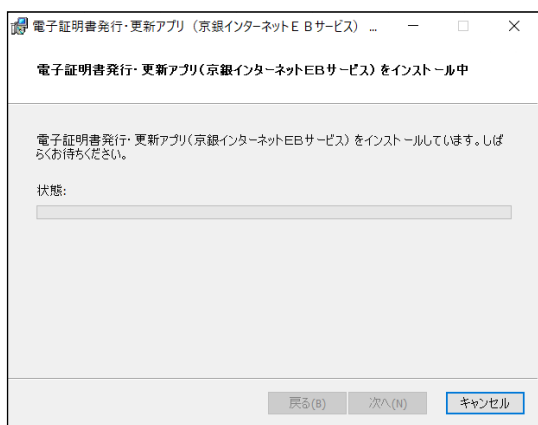 電子証明書発行・更新アプリ（京銀インターネットＥＢサービス） ...
電子証明書発行・更新アプリ(京銀インターネットＥＢサービス) をインストール中
電子証明書発行・更新アプリ(京銀インターネットＥＢサービス) をインストールしています。しば
らくお待ちください。
状態:
戻る(B) 次へ(N) キャンセル